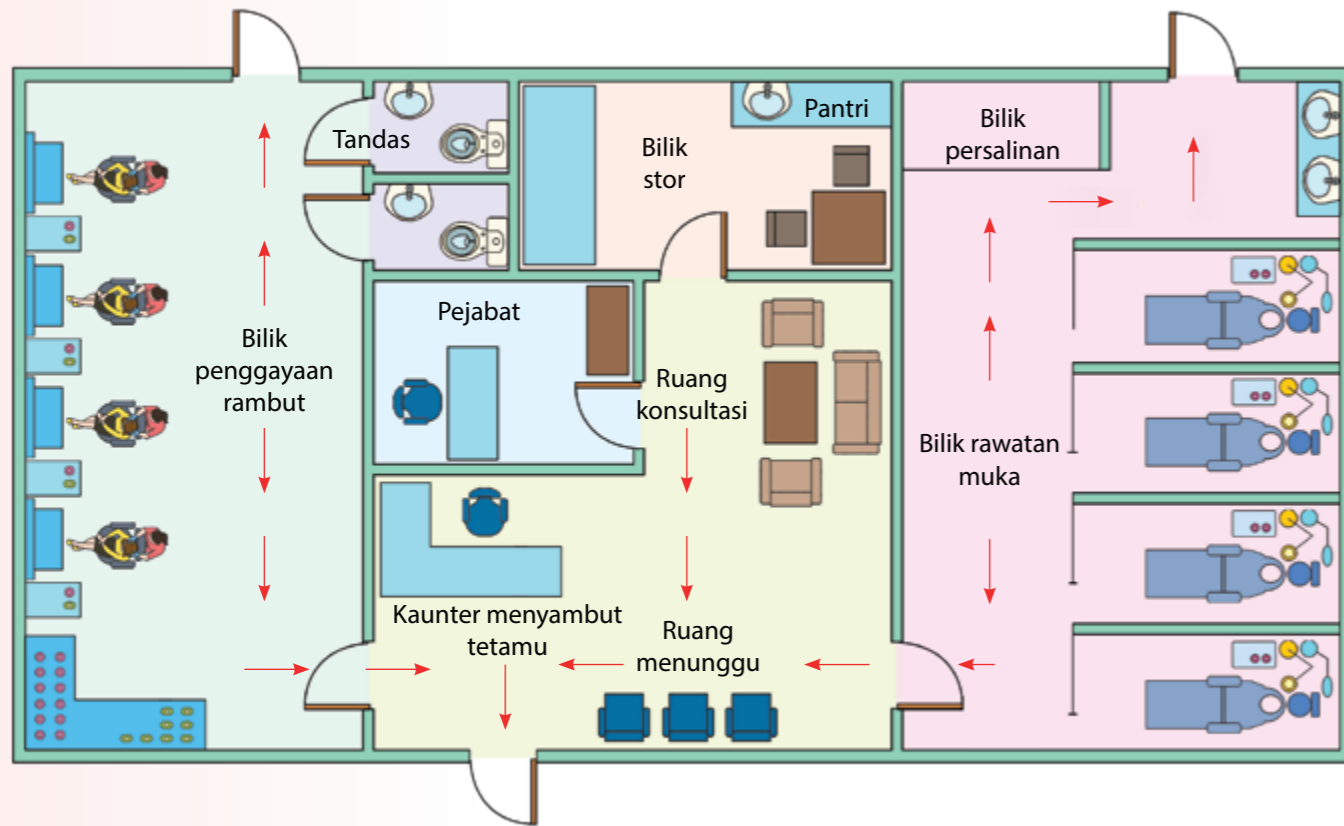 Tandas
Pantri
Bilik
stor
Bilik
persalinan
Pejabat
Bilik
penggayaan
rambut
Ruang
konsultasi
Bilik rawatan
muka
Kaunter menyambut
tetamu
Ruang
menunggu